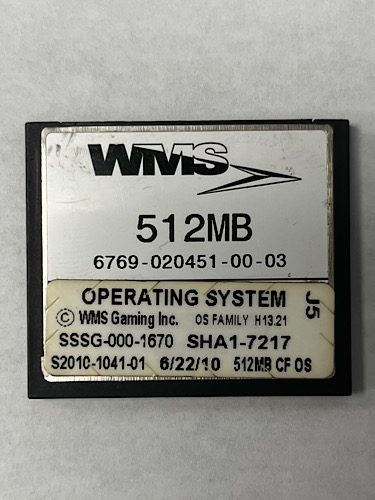 WMS
512MB
6769-020451-00-03
OPERATING SYSTEM
© WMS Gaming Inc. OS FAMILY H13.21
SSSG-000-1670 SHA1-7217
S2010-1041-01 6/22/10 512MB CF OS
J5